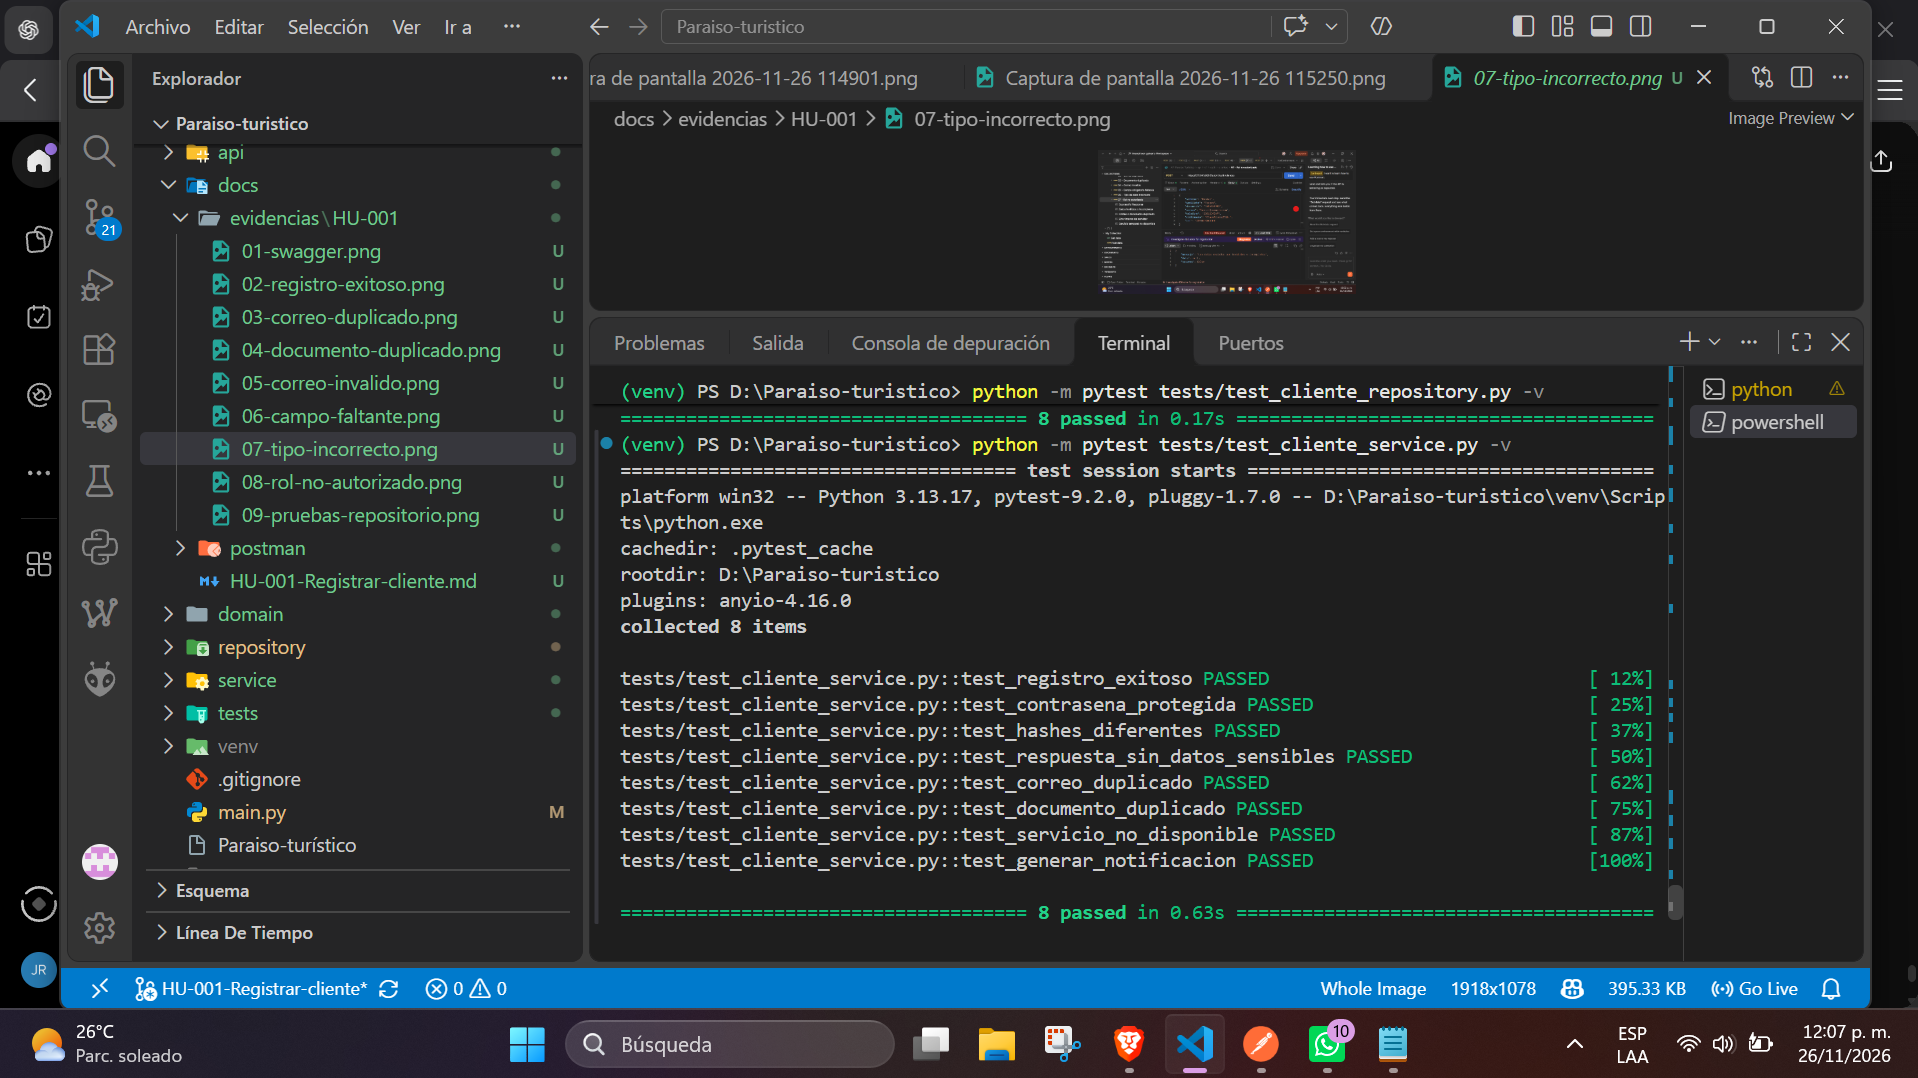 Archivo Editar Selección Ver Ir a ···
Paraiso-turistico
Explorador
ra de pantalla 2026-11-26 114901.png
Captura de pantalla 2026-11-26 115250.png
07-tipo-incorrecto.png U
docs > evidencias > HU-001 > 07-tipo-incorrecto.png
Image Preview
Paraiso-turistico
api
docs
evidencias\HU-001
01-swagger.png U
02-registro-exitoso.png U
03-correo-duplicado.png U
04-documento-duplicado.png U
05-correo-invalido.png U
06-campo-faltante.png U
07-tipo-incorrecto.png U
08-rol-no-autorizado.png U
09-pruebas-repositorio.png U
postman
HU-001-Registrar-cliente.md U
domain
repository
service
tests
venv
.gitignore
main.py M
Paraiso-turístico
Esquema
Línea De Tiempo
21
JR
Problemas Salida Consola de depuración Terminal Puertos
(venv) PS D:\Paraiso-turistico> python -m pytest tests/test_cliente_repository.py -v
===================================== 8 passed in 0.17s ======================================
(venv) PS D:\Paraiso-turistico> python -m pytest tests/test_cliente_service.py -v
==================================== test session starts =====================================
platform win32 -- Python 3.13.17, pytest-9.2.0, pluggy-1.7.0 -- D:\Paraiso-turistico\venv\Scrip
ts\python.exe
cachedir: .pytest_cache
rootdir: D:\Paraiso-turistico
plugins: anyio-4.16.0
collected 8 items
tests/test_cliente_service.py::test_registro_exitoso PASSED [ 12%]
tests/test_cliente_service.py::test_contrasena_protegida PASSED [ 25%]
tests/test_cliente_service.py::test_hashes_diferentes PASSED [ 37%]
tests/test_cliente_service.py::test_respuesta_sin_datos_sensibles PASSED [ 50%]
tests/test_cliente_service.py::test_correo_duplicado PASSED [ 62%]
tests/test_cliente_service.py::test_documento_duplicado PASSED [ 75%]
tests/test_cliente_service.py::test_servicio_no_disponible PASSED [ 87%]
tests/test_cliente_service.py::test_generar_notificacion PASSED [100%]
===================================== 8 passed in 0.63s ======================================
python
powershell
HU-001-Registrar-cliente* 0 0
Whole Image 1918x1078 395.33 KB Go Live
26°C
Parc. soleado
Búsqueda
10
ESP
LAA
12:07 p. m.
26/11/2026